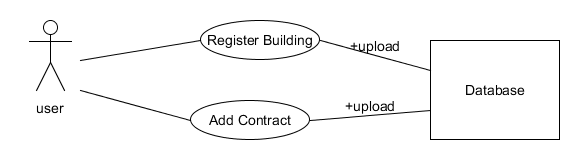 Register Building
+upload
user
Add Contract
+upload
Database